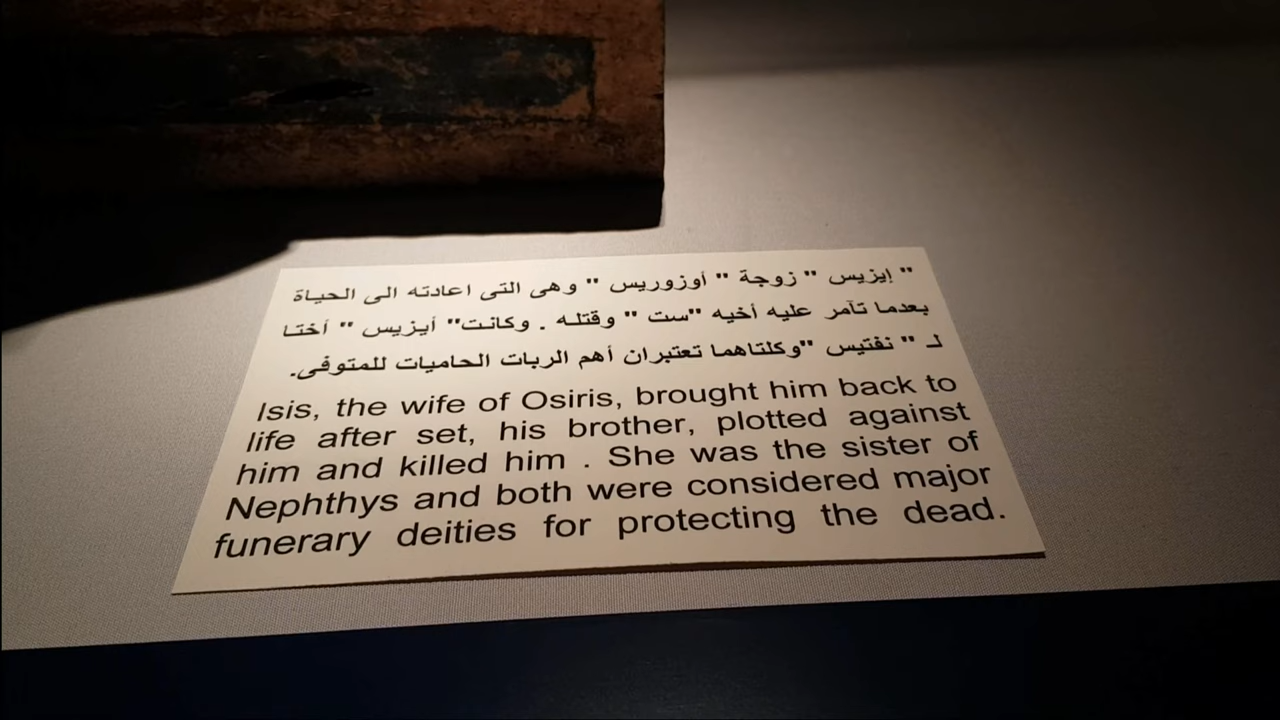 " إيزيس " زوجة " أوزوريس " وهى التى اعادته الى الحياة
بعدما تآمر عليه أخيه "ست " وقتله . وكانت" أيزيس " أختا
لـ " نفتيس "وكلتاهما تعتبران أهم الربات الحاميات للمتوفى.
Isis, the wife of Osiris, brought him back to
life after set, his brother, plotted against
him and killed him . She was the sister of
Nephthys and both were considered major
funerary deities for protecting the dead.